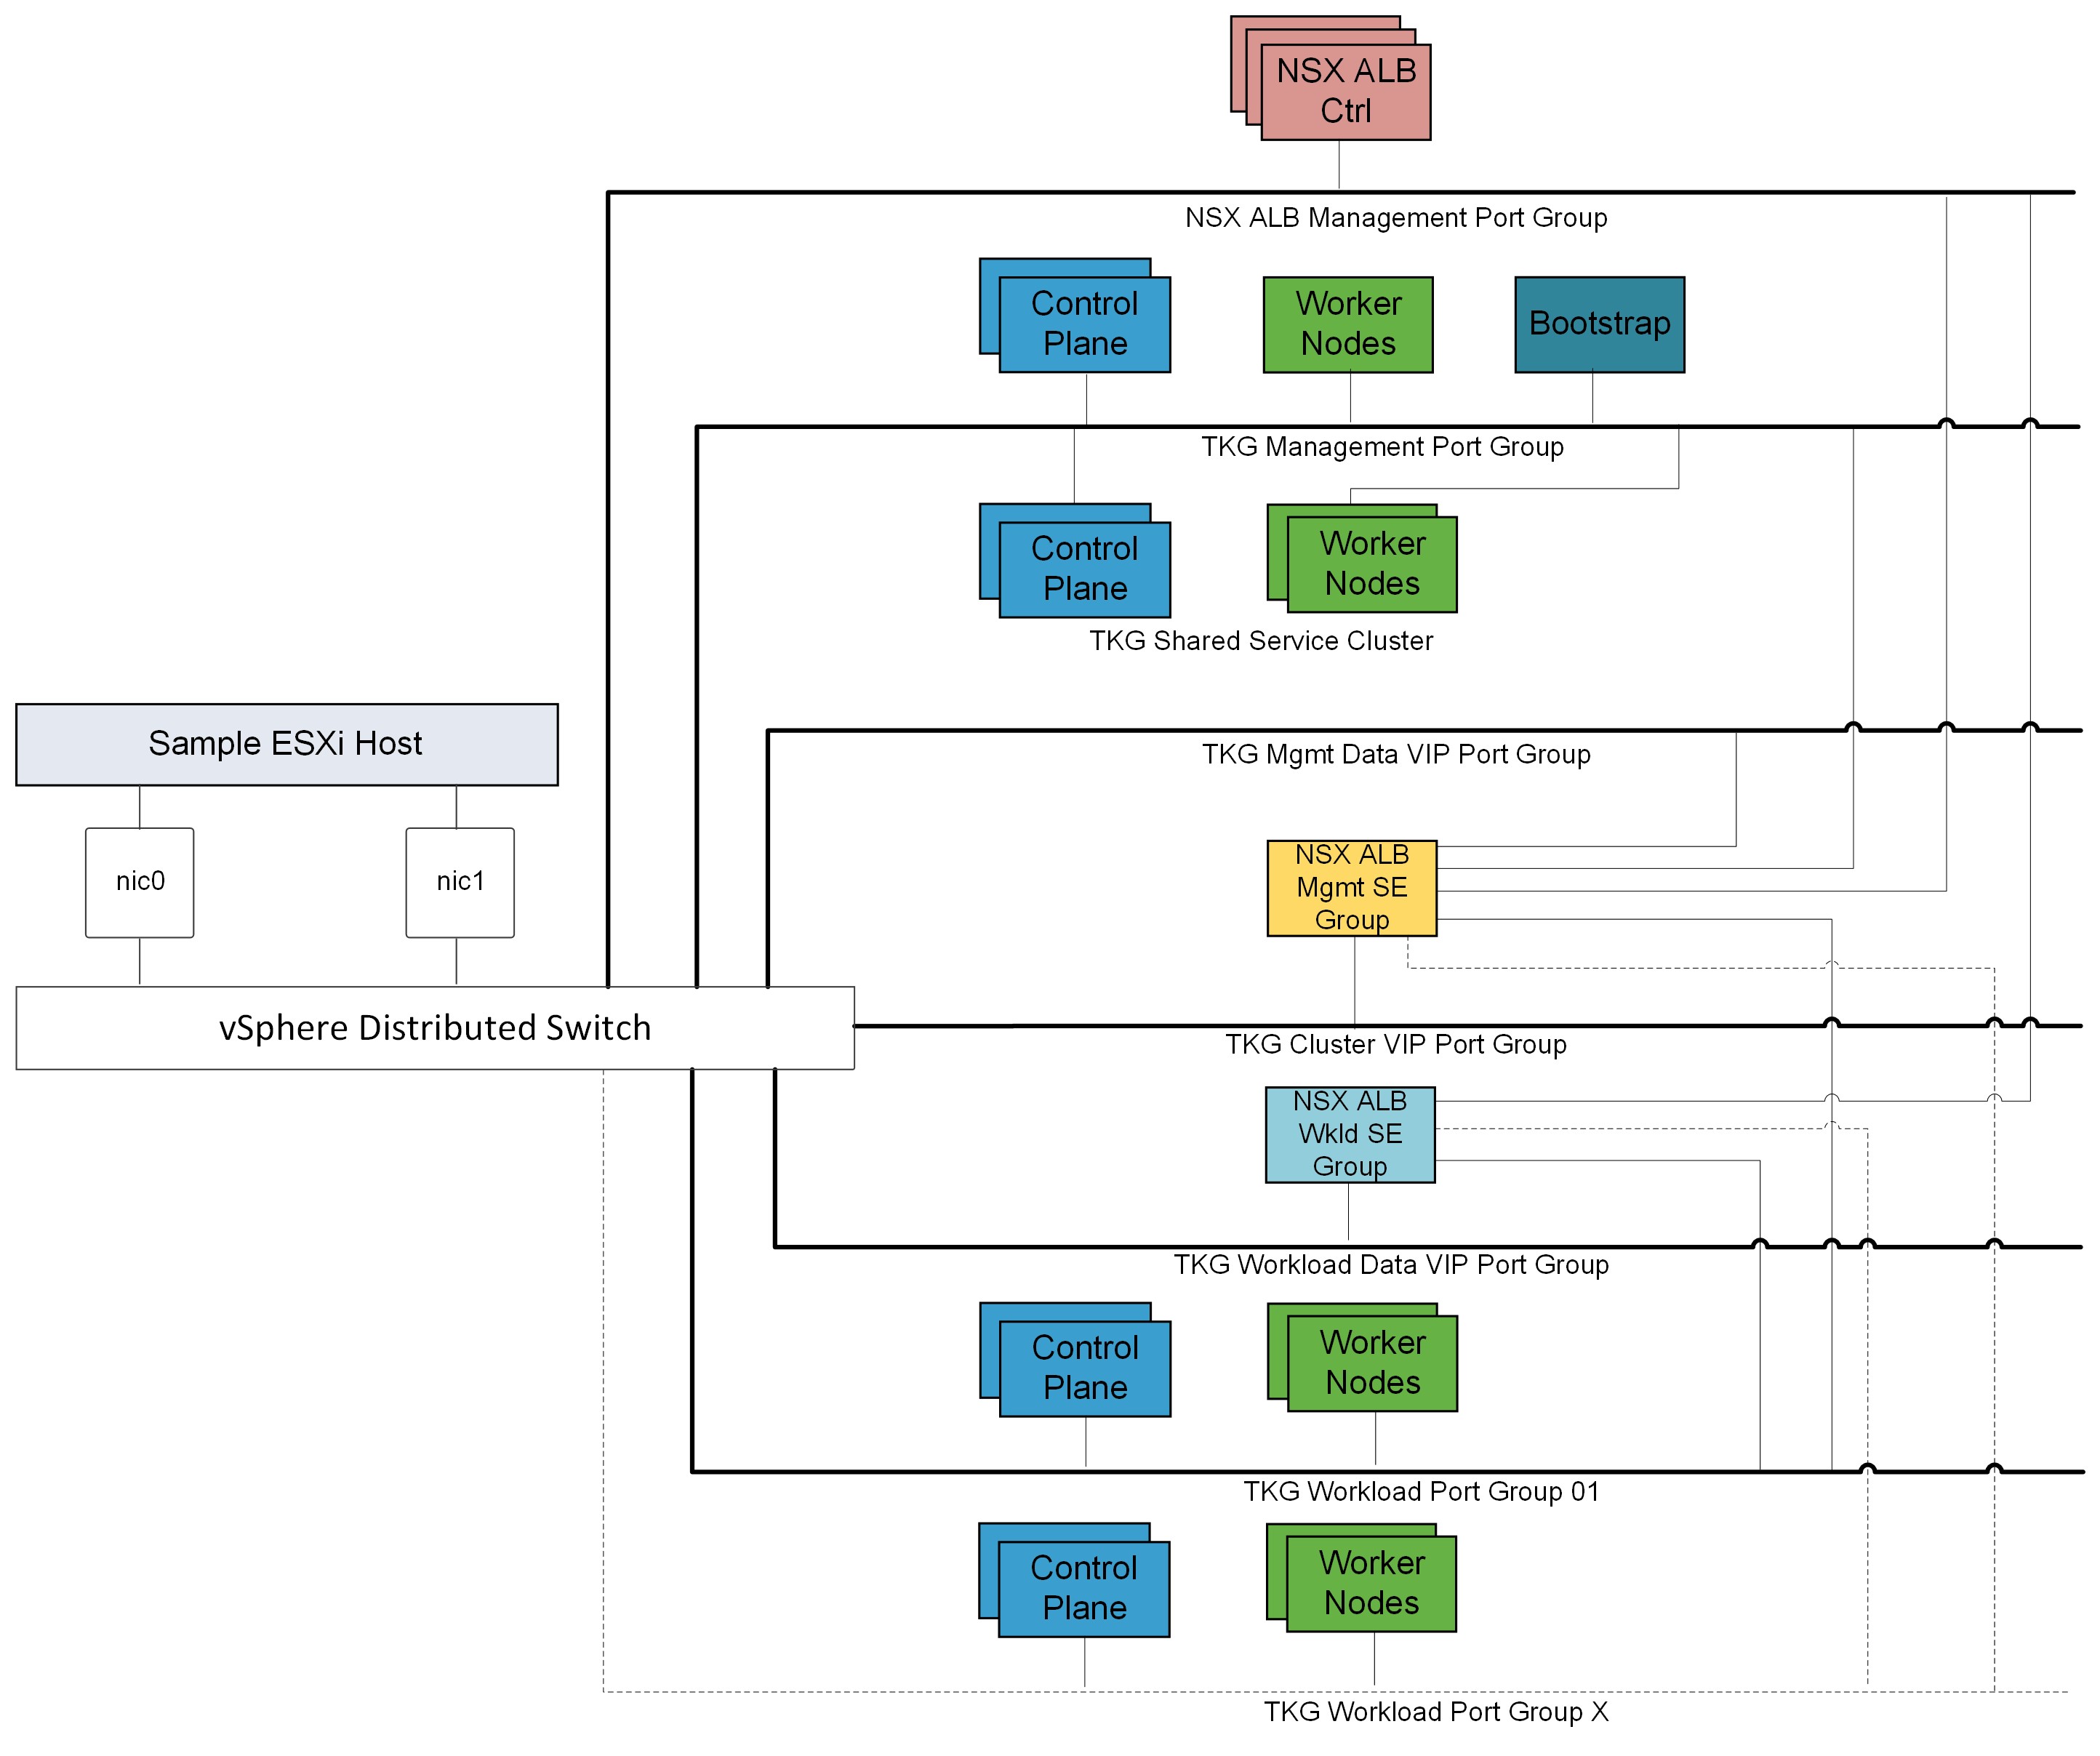 NSX ALB
Ctrl
NSX ALB Management Port Group
Control
Plane
Worker
Nodes
Bootstrap
TKG Management Port Group
Control
Plane
Worker
Nodes
TKG Shared Service Cluster
Sample ESXi Host
TKG Mgmt Data VIP Port Group
nic0
nic1
NSX ALB
Mgmt SE
Group
vSphere Distributed Switch
TKG Cluster VIP Port Group
NSX ALB
Wkld SE
Group
TKG Workload Data VIP Port Group
Control
Plane
Worker
Nodes
TKG Workload Port Group 01
Control
Plane
Worker
Nodes
TKG Workload Port Group X